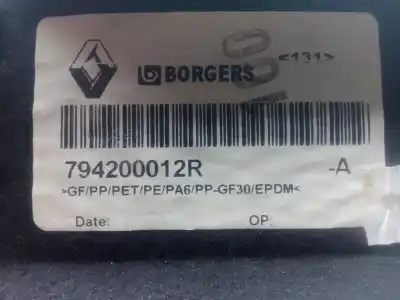 BORGERS
<131>
794200012R -A
>GF/PP/PET/PE/PA6/PP-GF30/EPDM<
Date: OP: